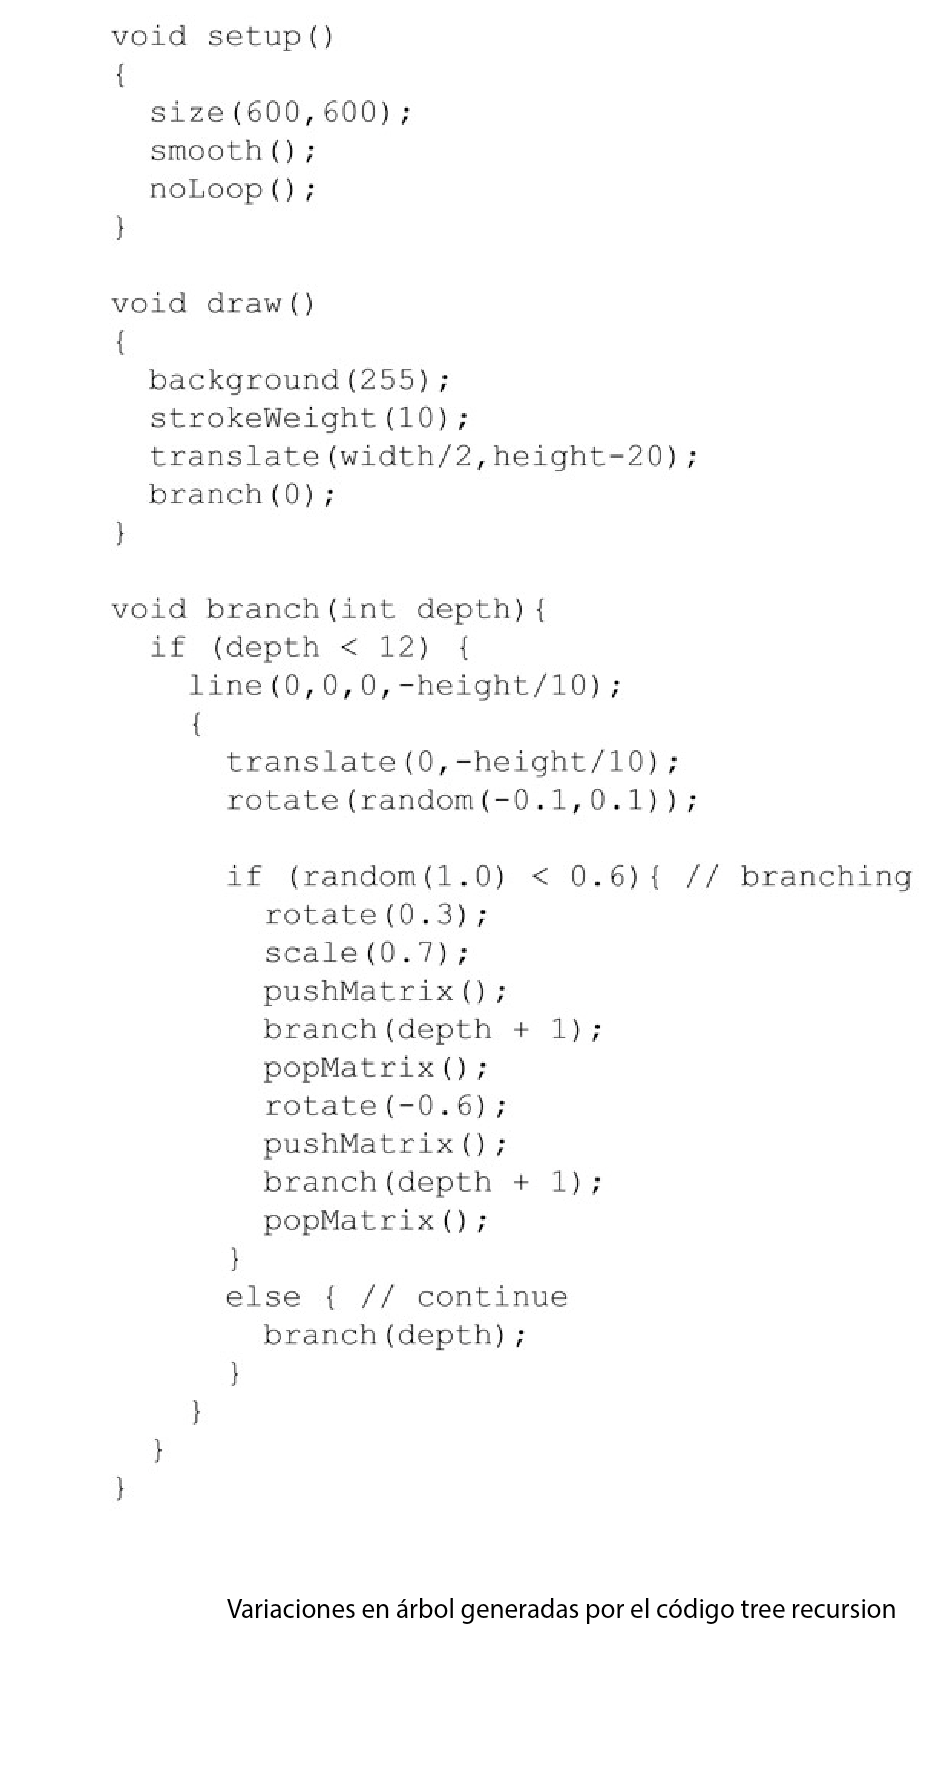 void setup()
{
  size(600,600);
  smooth();
  noLoop();
}

void draw()
{
  background(255);
  strokeWeight(10);
  translate(width/2,height-20);
  branch(0);
}

void branch(int depth){
  if (depth < 12) {
    line(0,0,0,-height/10);
    {
      translate(0,-height/10);
      rotate(random(-0.1,0.1));

      if (random(1.0) < 0.6){ // branching
        rotate(0.3);
        scale(0.7);
        pushMatrix();
        branch(depth + 1);
        popMatrix();
        rotate(-0.6);
        pushMatrix();
        branch(depth + 1);
        popMatrix();
      }
      else { // continue
        branch(depth);
      }
    }
  }
}

Variaciones en árbol generadas por el código tree recursion